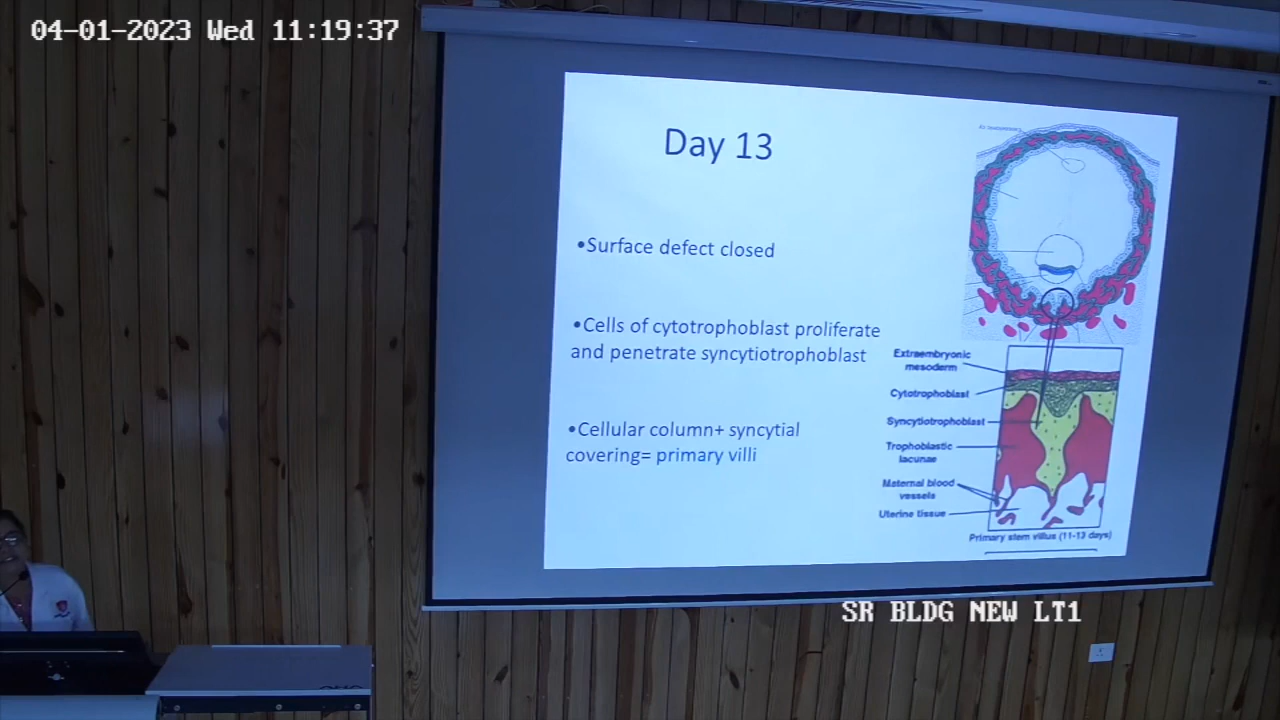 04-01-2023 Wed 11:19:37
Day 13
•Surface defect closed
•Cells of cytotrophoblast proliferate
and penetrate syncytiotrophoblast
•Cellular column+ syncytial
covering= primary villi
Extraembryonic
mesoderm
Cytotrophoblast
Syncytiotrophoblast
Trophoblastic
lacunae
Maternal blood
vessels
Uterine tissue
Primary stem villus (11-13 days)
SR BLDG NEW LT1